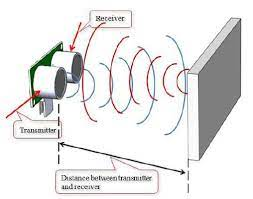 Receiver
Transmitter
Distance between transmitter
and receiver